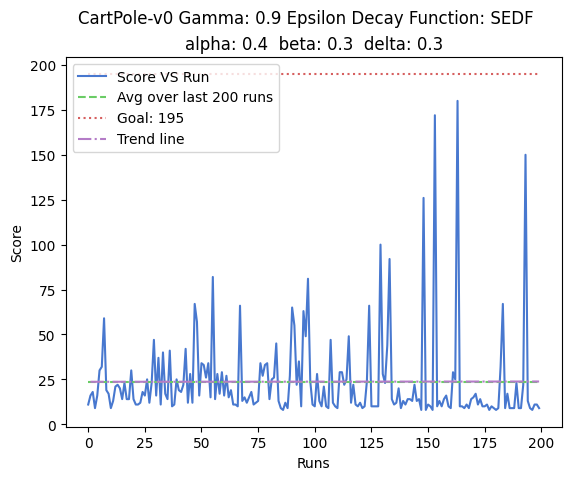 CartPole-v0 Gamma: 0.9 Epsilon Decay Function: SEDF
alpha: 0.4  beta: 0.3  delta: 0.3
Score VS Run
Avg over last 200 runs
Goal: 195
Trend line
200
175
150
125
100
75
50
25
0
Score
0 25 50 75 100 125 150 175 200
Runs